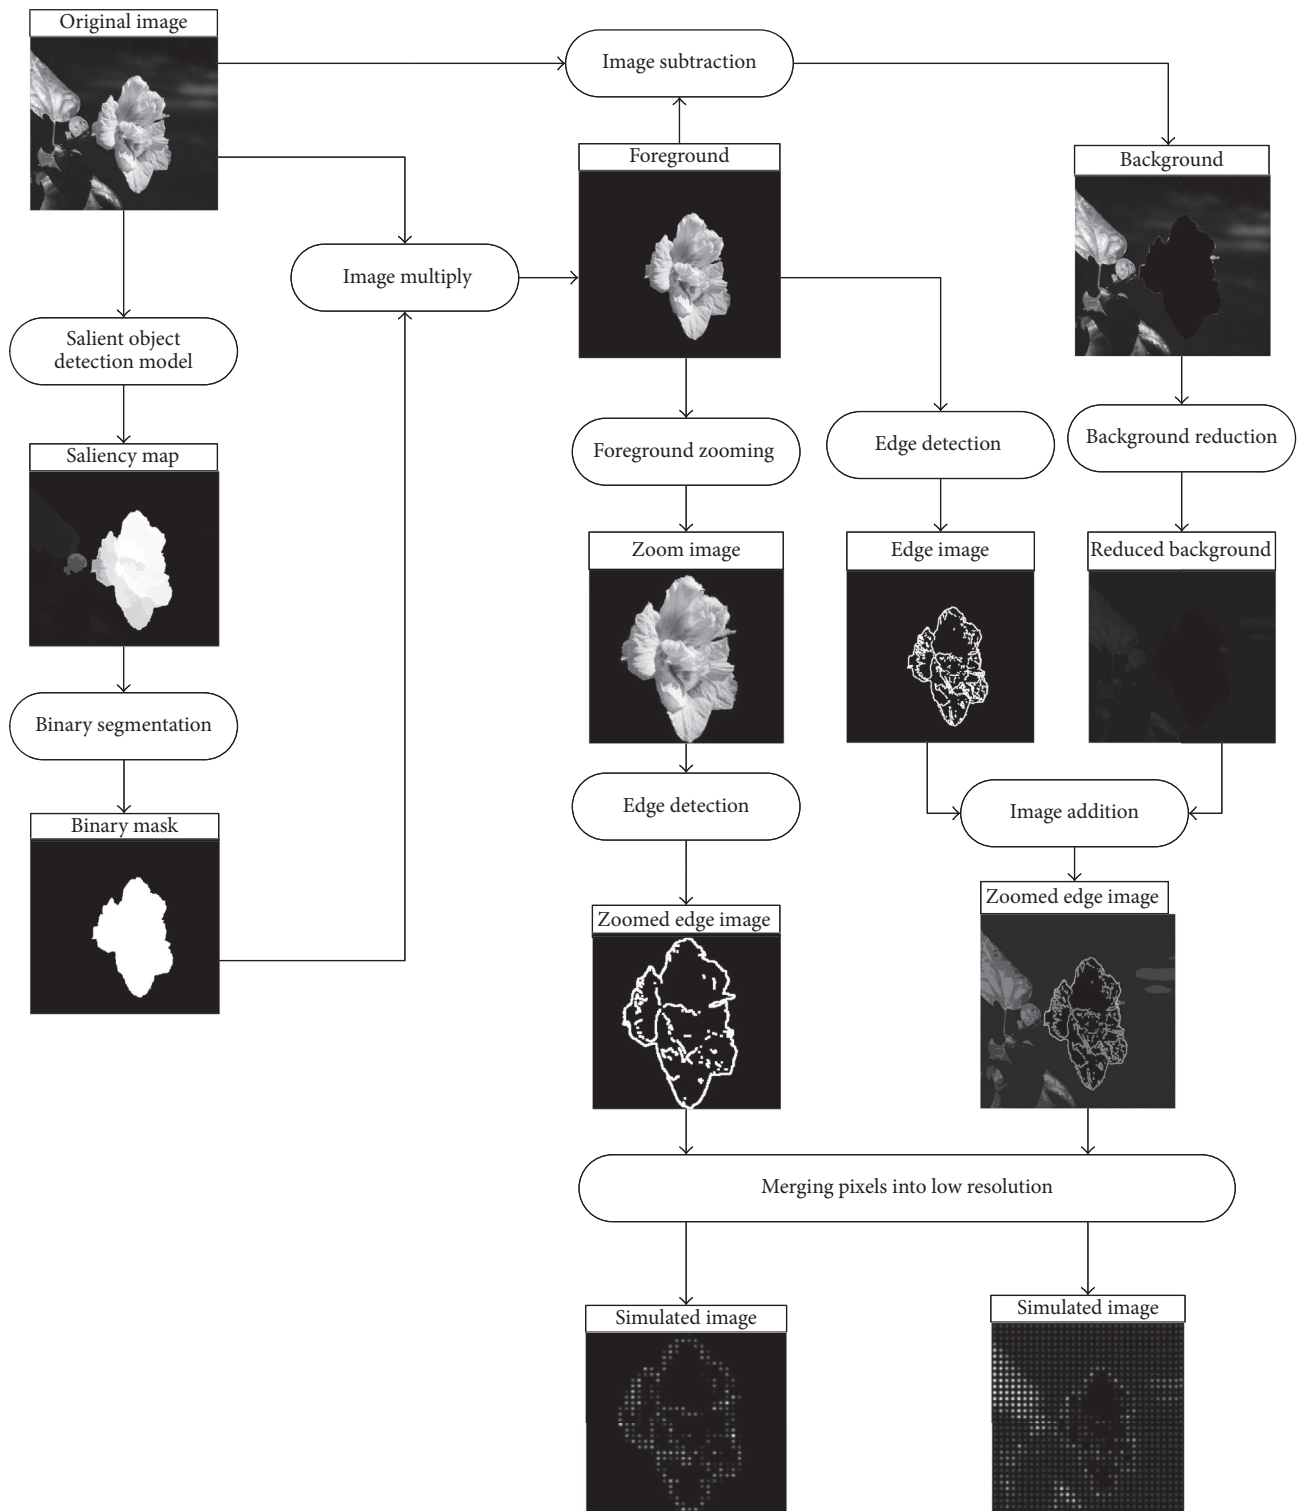 Original image
Image subtraction
Foreground
Background
Image multiply
Salient object
detection model
Saliency map
Foreground zooming
Edge detection
Background reduction
Zoom image
Edge image
Reduced background
Binary segmentation
Edge detection
Image addition
Binary mask
Zoomed edge image
Zoomed edge image
Merging pixels into low resolution
Simulated image
Simulated image